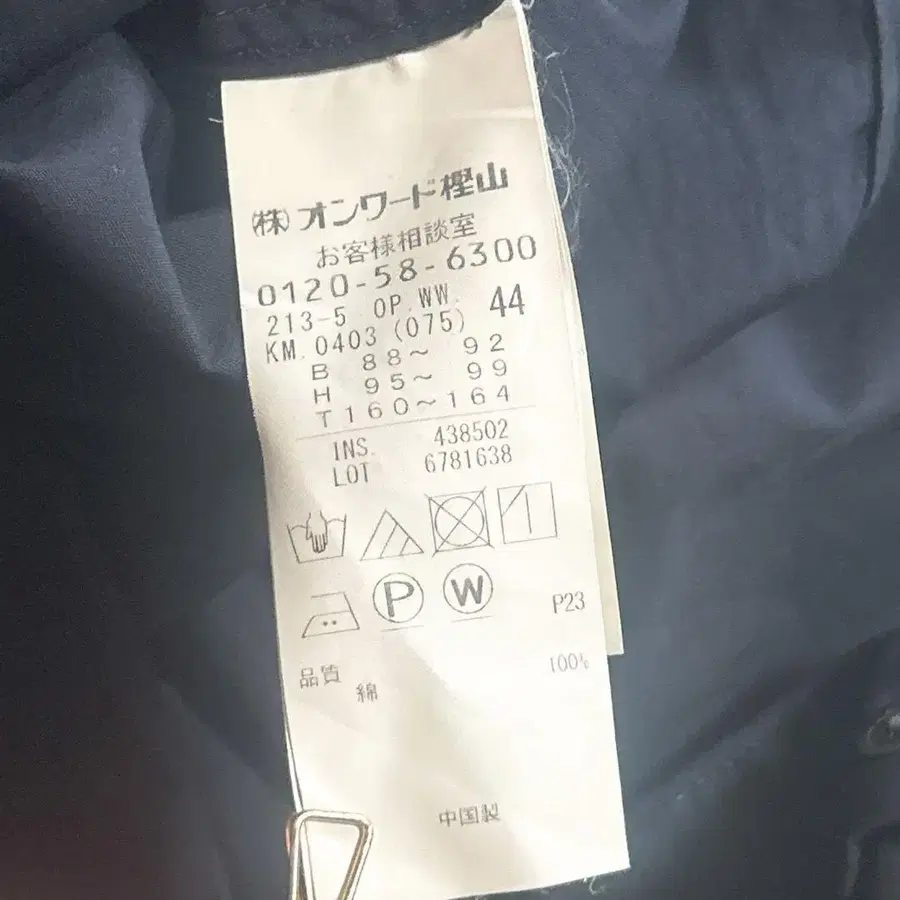 (株)オンワード樫山
お客様相談室
0120-58-6300
213-5 OP.WW. 44
KM.0403 (075)
B 88～ 92
H 95～ 99
T160～164
INS. 438502
LOT 6781638
P W P23
品質 100%
綿
中国製